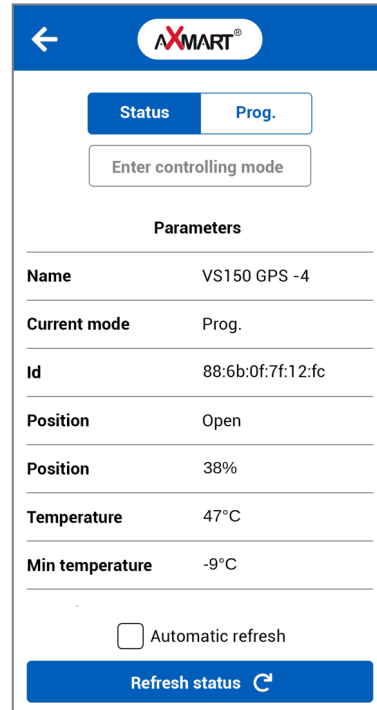 AXMART®
Status Prog.
Enter controlling mode
Parameters
Name VS150 GPS -4
Current mode Prog.
Id 88:6b:0f:7f:12:fc
Position Open
Position 38%
Temperature 47°C
Min temperature -9°C
Automatic refresh
Refresh status